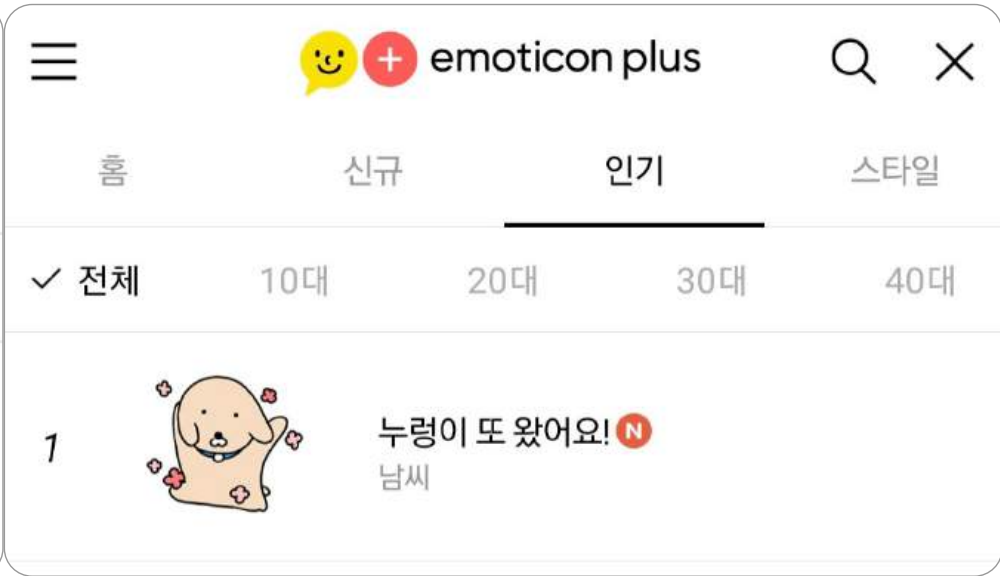 emoticon plus
홈 신규 인기 스타일
전체 10대 20대 30대 40대
1
누렁이 또 왔어요! N
남씨